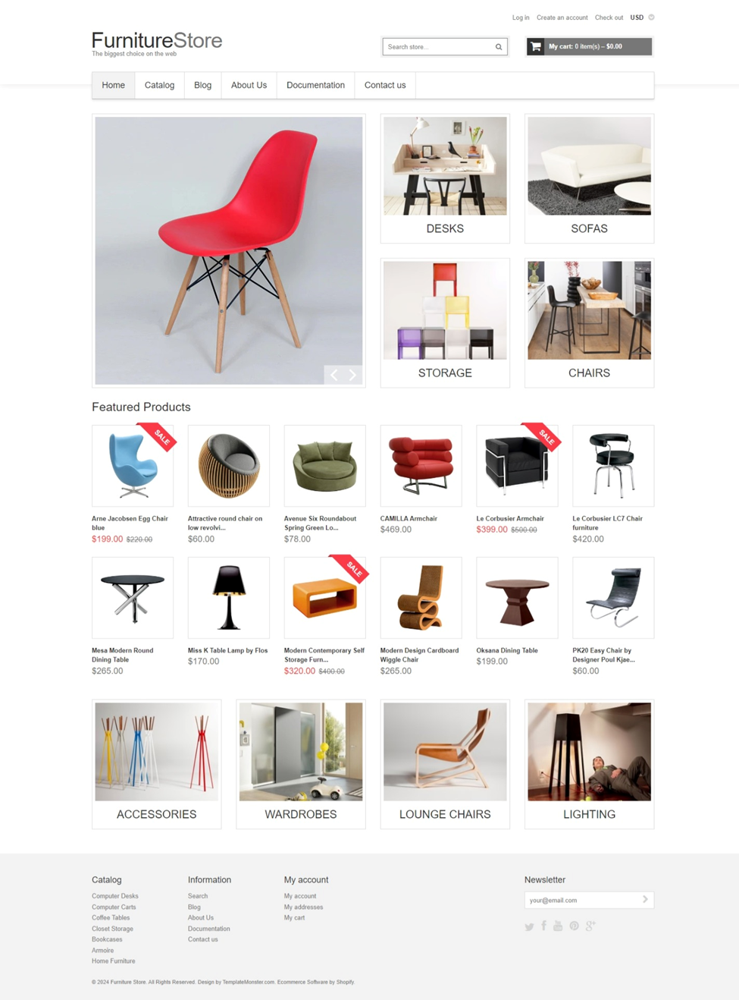 Log in Create an account Check out USD
FurnitureStore
The biggest choice on the web
Search store...
My cart: 0 item(s) – $0.00
Home Catalog Blog About Us Documentation Contact us
DESKS
SOFAS
STORAGE
CHAIRS
Featured Products
SALE
SALE
Arne Jacobsen Egg Chair
blue
$199.00 $220.00
Attractive round chair on
low revolvi...
$60.00
Avenue Six Roundabout
Spring Green Lo...
$78.00
CAMILLA Armchair
$469.00
Le Corbusier Armchair
$399.00 $500.00
Le Corbusier LC7 Chair
furniture
$420.00
SALE
Mesa Modern Round
Dining Table
$265.00
Miss K Table Lamp by Flos
$170.00
Modern Contemporary Self
Storage Furn...
$320.00 $400.00
Modern Design Cardboard
Wiggle Chair
$265.00
Oksana Dining Table
$199.00
PK20 Easy Chair by
Designer Poul Kjae...
$60.00
ACCESSORIES
WARDROBES
LOUNGE CHAIRS
LIGHTING
Catalog
Computer Desks
Computer Carts
Coffee Tables
Closet Storage
Bookcases
Armoire
Home Furniture
Information
Search
Blog
About Us
Documentation
Contact us
My account
My account
My addresses
My cart
Newsletter
your@email.com
© 2024 Furniture Store. All Rights Reserved. Design by TemplateMonster.com. Ecommerce Software by Shopify.